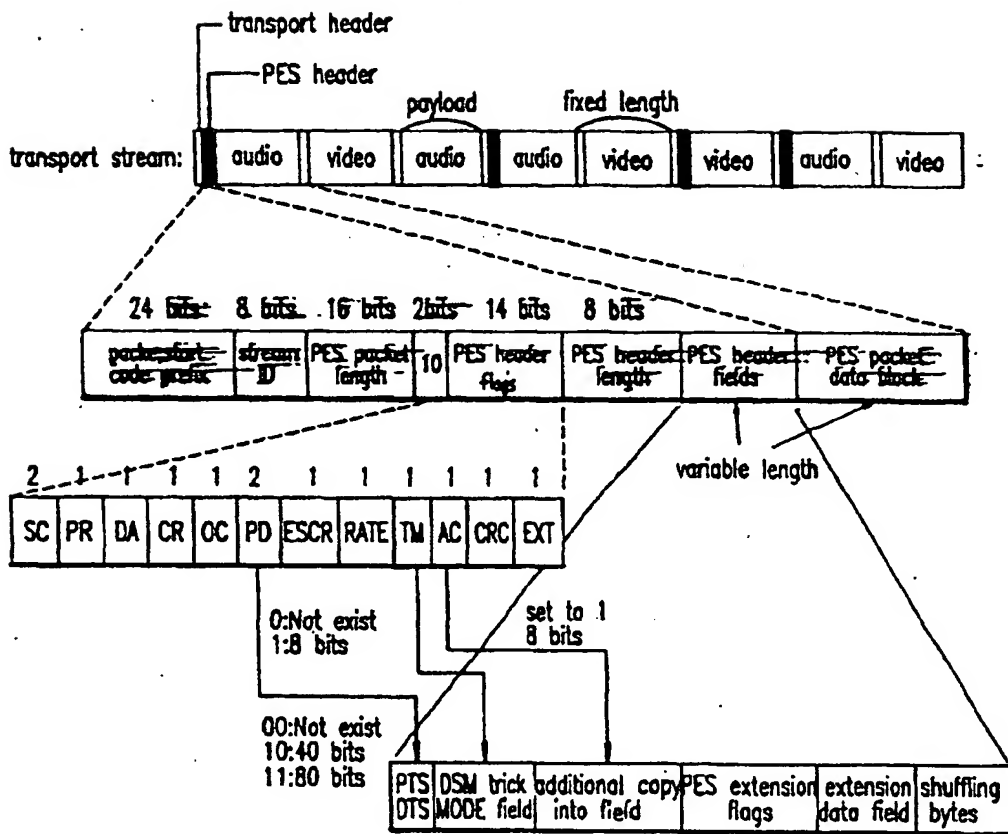 transport header
PES header
payload
fixed length
transport stream:
audio
video
audio
audio
video
video
audio
video
24 bits
8 bits
16 bits
2bits
14 bits
8 bits
packet start
code prefix
stream
ID
PES packet
length
10
PES header
flags
PES header
length
PES header
fields
PES packet
data block
variable length
2 1 1 1 1 2 1 1 1 1 1 1
SC PR DA CR OC PD ESCR RATE TM AC CRC EXT
0:Not exist
1:8 bits
set to 1
8 bits
00:Not exist
10:40 bits
11:80 bits
PTS
DTS
DSM trick
MODE field
additional copy
into field
PES extension
flags
extension
data field
shuffling
bytes